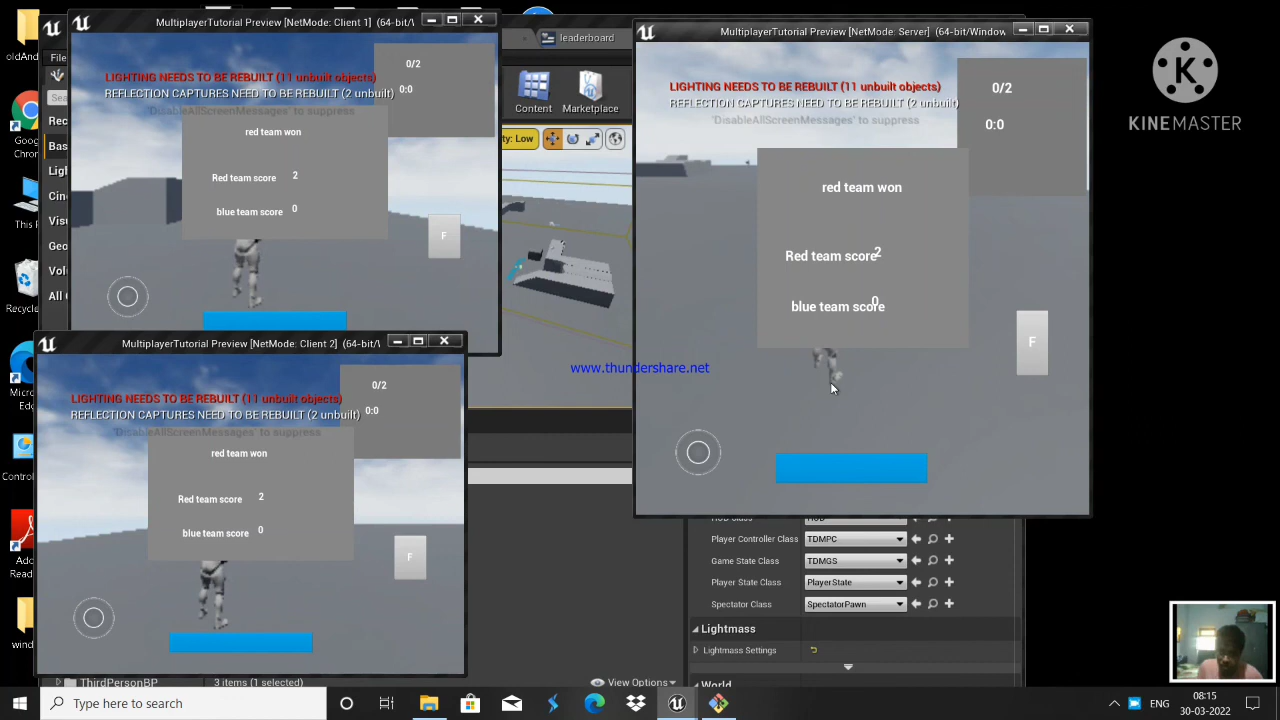 MultiplayerTutorial Preview [NetMode: Client 1] (64-bit/\
0/2
LIGHTING NEEDS TO BE REBUILT (11 unbuilt objects)
REFLECTION CAPTURES NEED TO BE REBUILT (2 unbuilt)
0:0
'DisableAllScreenMessages' to suppress
red team won
Red team score 2
blue team score 0
F
MultiplayerTutorial Preview [NetMode: Client 2] (64-bit/\
0/2
LIGHTING NEEDS TO BE REBUILT (11 unbuilt objects)
REFLECTION CAPTURES NEED TO BE REBUILT (2 unbuilt)
0:0
'DisableAllScreenMessages' to suppress
red team won
Red team score 2
blue team score 0
F
leaderboard
File
Content
Marketplace
ty: Low
MultiplayerTutorial Preview [NetMode: Server] (64-bit/Window
LIGHTING NEEDS TO BE REBUILT (11 unbuilt objects)
0/2
REFLECTION CAPTURES NEED TO BE REBUILT (2 unbuilt)
'DisableAllScreenMessages' to suppress
0:0
red team won
Red team score 2
blue team score 0
F
www.thundershare.net
K
KINEMASTER
Player Controller Class TDMPC
Game State Class TDMGS
Player State Class PlayerState
Spectator Class SpectatorPawn
Lightmass
Lightmass Settings
World
ThirdPersonBP
3 items (1 selected)
View Options
Type here to search
ENG
08:15
30-03-2022